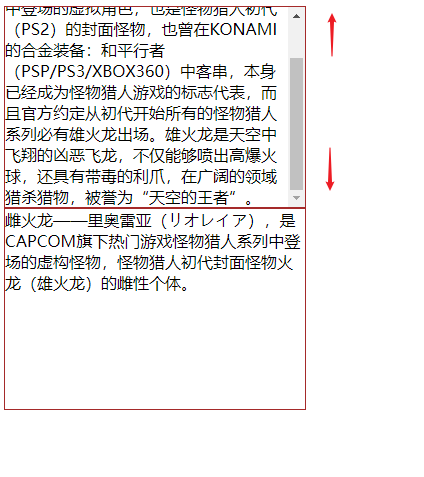 中登场的虚拟角色，也是怪物猎人初代
（PS2）的封面怪物，也曾在KONAMI
的合金装备：和平行者
（PSP/PS3/XBOX360）中客串，本身
已经成为怪物猎人游戏的标志代表，而
且官方约定从初代开始所有的怪物猎人
系列必有雄火龙出场。雄火龙是天空中
飞翔的凶恶飞龙，不仅能够喷出高爆火
球，还具有带毒的利爪，在广阔的领域
猎杀猎物，被誉为“天空的王者”。
雌火龙——里奥雷亚（リオレイア），是
CAPCOM旗下热门游戏怪物猎人系列中登
场的虚构怪物，怪物猎人初代封面怪物火
龙（雄火龙）的雌性个体。